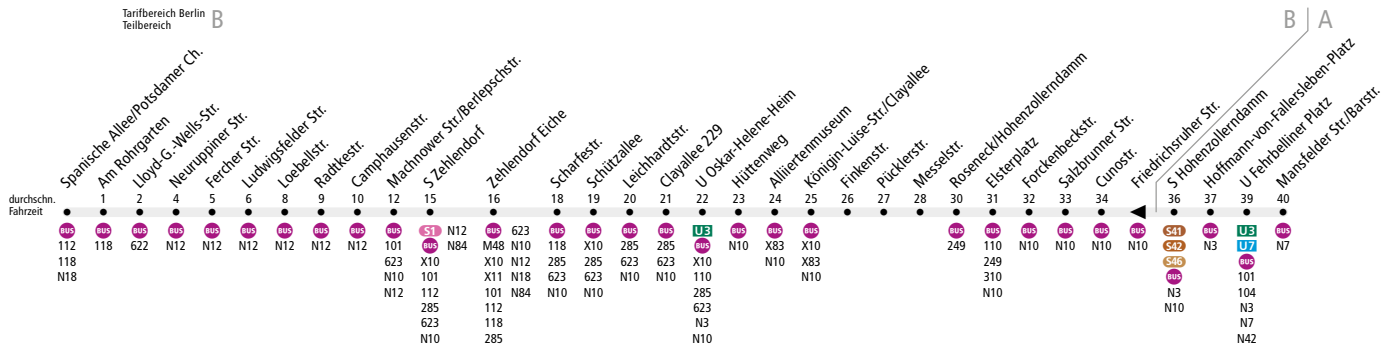 Tarifbereich Berlin
Teilbereich
B
B
A
Spanische Allee/Potsdamer Ch.
Am Rohrgarten
Lloyd-G.-Wells-Str.
Neuruppiner Str.
Fercher Str.
Ludwigsfelder Str.
Loebellstr.
Radtkestr.
Camphausenstr.
Machnower Str./Berlepschstr.
S Zehlendorf
Zehlendorf Eiche
Scharfestr.
Schützallee
Leichhardtstr.
Clayallee 229
U Oskar-Helene-Heim
Hüttenweg
Alliiertenmuseum
Königin-Luise-Str./Clayallee
Finkenstr.
Pücklerstr.
Messelstr.
Roseneck/Hohenzollerndamm
Elsterplatz
Forckenbeckstr.
Salzbrunner Str.
Cunostr.
Friedrichsruher Str.
S Hohenzollerndamm
Hoffmann-von-Fallersleben-Platz
U Fehrbelliner Platz
Mansfelder Str./Barstr.
durchschn.
Fahrzeit
1 2 4 5 6 8 9 10 12 15 16 18 19 20 21 22 23 24 25 26 27 28 30 31 32 33 34 36 37 39 40
BUS
112
118
N18
BUS
118
BUS
622
BUS
N12
BUS
N12
BUS
N12
BUS
N12
BUS
N12
BUS
N12
BUS
101
623
N10
N12
S1
BUS
X10
101
112
285
623
N10
N12
N84
BUS
M48
X10
X11
101
112
118
285
623
N10
N12
N18
N84
BUS
118
285
623
N10
BUS
X10
285
623
N10
BUS
285
623
N10
BUS
285
623
N10
U3
BUS
X10
110
285
623
N3
N10
BUS
N10
BUS
X83
N10
BUS
X10
X83
N10
BUS
249
BUS
110
249
310
N10
BUS
N10
BUS
N10
BUS
N10
BUS
N10
S41
S42
S46
BUS
N3
N10
BUS
N3
U3
U7
BUS
101
104
N3
N7
N42
BUS
N7